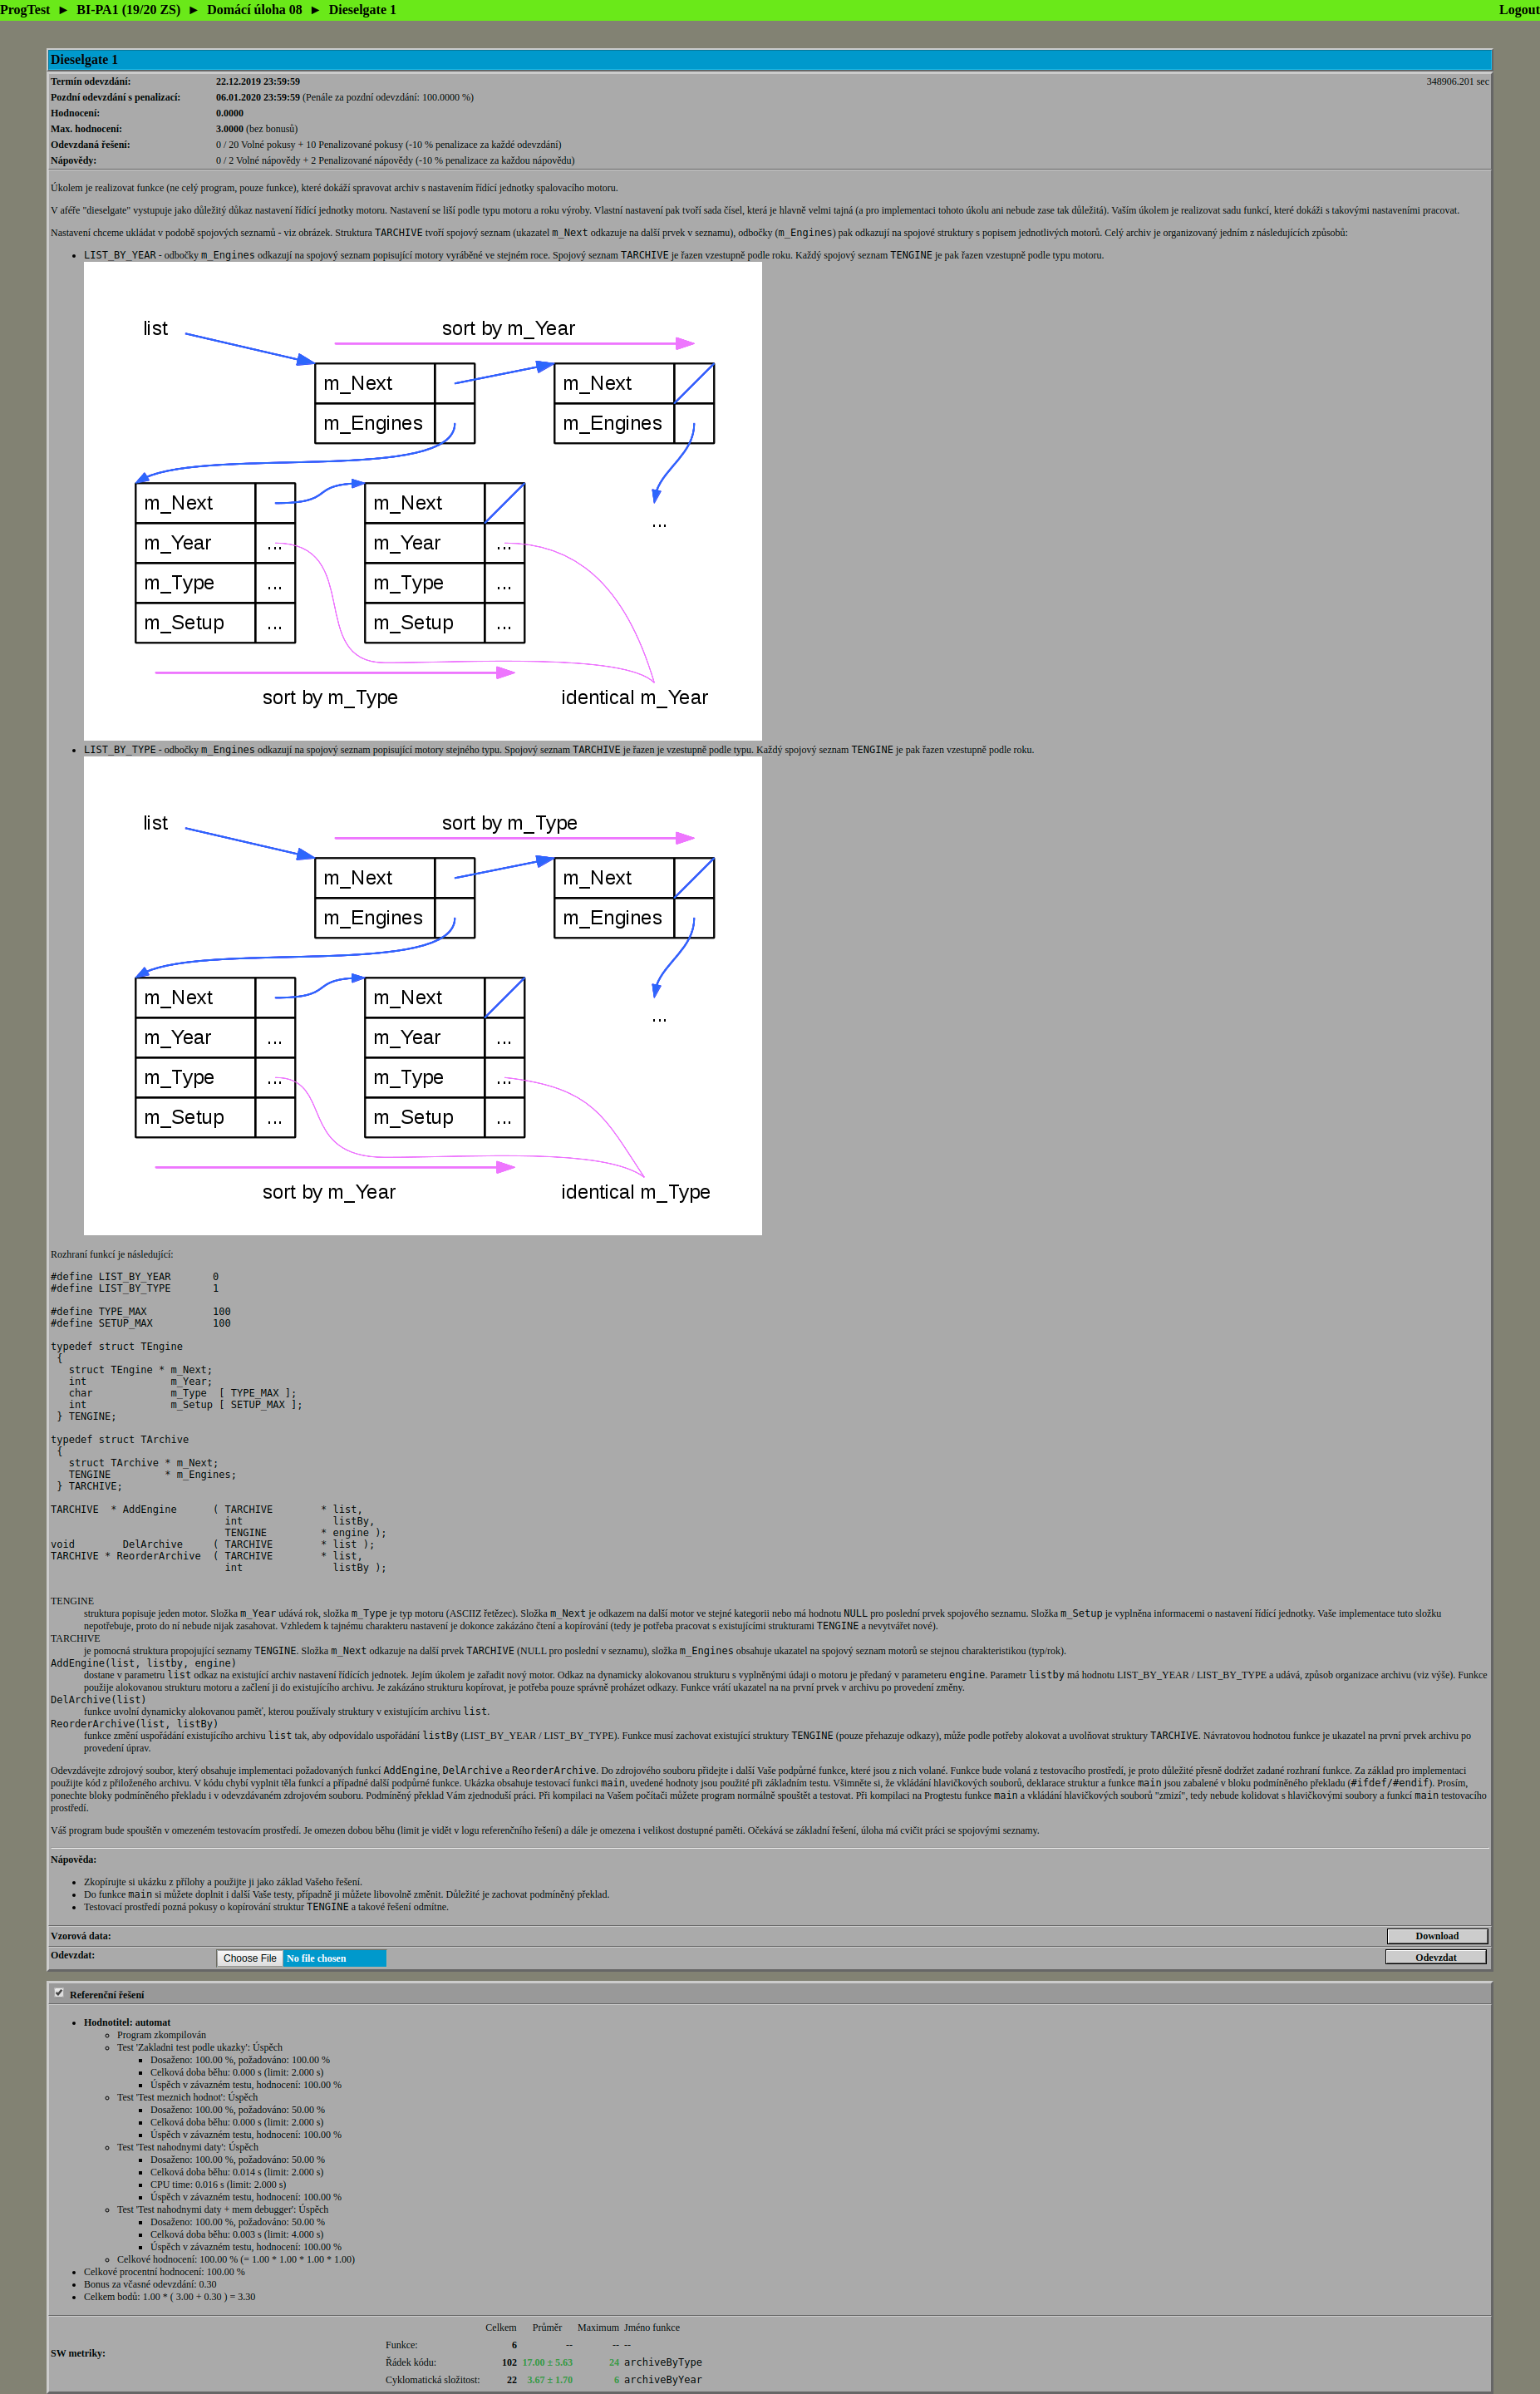 ProgTest ► BI-PA1 (19/20 ZS) ► Domácí úloha 08 ► Dieselgate 1 Logout
Dieselgate 1
Termín odevzdání: 22.12.2019 23:59:59 348906.201 sec
Pozdní odevzdání s penalizací: 06.01.2020 23:59:59 (Penále za pozdní odevzdání: 100.0000 %)
Hodnocení: 0.0000
Max. hodnocení: 3.0000 (bez bonusů)
Odevzdaná řešení: 0 / 20 Volné pokusy + 10 Penalizované pokusy (-10 % penalizace za každé odevzdání)
Nápovědy: 0 / 2 Volné nápovědy + 2 Penalizované nápovědy (-10 % penalizace za každou nápovědu)
Úkolem je realizovat funkce (ne celý program, pouze funkce), které dokáží spravovat archiv s nastavením řídící jednotky spalovacího motoru.
V aféře "dieselgate" vystupuje jako důležitý důkaz nastavení řídící jednotky motoru. Nastavení se liší podle typu motoru a roku výroby. Vlastní nastavení pak tvoří sada čísel, která je hlavně velmi tajná (a pro implementaci tohoto úkolu ani nebude zase tak důležitá). Vaším úkolem je realizovat sadu funkcí, které dokáži s takovými nastaveními pracovat.
Nastavení chceme ukládat v podobě spojových seznamů - viz obrázek. Struktura TARCHIVE tvoří spojový seznam (ukazatel m_Next odkazuje na další prvek v seznamu), odbočky (m_Engines) pak odkazují na spojové struktury s popisem jednotlivých motorů. Celý archiv je organizovaný jedním z následujících způsobů:
• LIST_BY_YEAR - odbočky m_Engines odkazují na spojový seznam popisující motory vyráběné ve stejném roce. Spojový seznam TARCHIVE je řazen vzestupně podle roku. Každý spojový seznam TENGINE je pak řazen vzestupně podle typu motoru.
list sort by m_Year
m_Next m_Next
m_Engines m_Engines
m_Next m_Next
...
m_Year ... m_Year ...
m_Type ... m_Type ...
m_Setup ... m_Setup ...
sort by m_Type identical m_Year
• LIST_BY_TYPE - odbočky m_Engines odkazují na spojový seznam popisující motory stejného typu. Spojový seznam TARCHIVE je řazen je vzestupně podle typu. Každý spojový seznam TENGINE je pak řazen vzestupně podle roku.
list sort by m_Type
m_Next m_Next
m_Engines m_Engines
m_Next m_Next
...
m_Year ... m_Year ...
m_Type ... m_Type ...
m_Setup ... m_Setup ...
sort by m_Year identical m_Type
Rozhraní funkcí je následující:
#define LIST_BY_YEAR 0
#define LIST_BY_TYPE 1
#define TYPE_MAX 100
#define SETUP_MAX 100
typedef struct TEngine
{
struct TEngine * m_Next;
int m_Year;
char m_Type [ TYPE_MAX ];
int m_Setup [ SETUP_MAX ];
} TENGINE;
typedef struct TArchive
{
struct TArchive * m_Next;
TENGINE * m_Engines;
} TARCHIVE;
TARCHIVE * AddEngine ( TARCHIVE * list,
int listBy,
TENGINE * engine );
void DelArchive ( TARCHIVE * list );
TARCHIVE * ReorderArchive ( TARCHIVE * list,
int listBy );
TENGINE
struktura popisuje jeden motor. Složka m_Year udává rok, složka m_Type je typ motoru (ASCIIZ řetězec). Složka m_Next je odkazem na další motor ve stejné kategorii nebo má hodnotu NULL pro poslední prvek spojového seznamu. Složka m_Setup je vyplněna informacemi o nastavení řídící jednotky. Vaše implementace tuto složku
nepotřebuje, proto do ní nebude nijak zasahovat. Vzhledem k tajnému charakteru nastavení je dokonce zakázáno čtení a kopírování (tedy je potřeba pracovat s existujícími strukturami TENGINE a nevytvářet nové).
TARCHIVE
je pomocná struktura propojující seznamy TENGINE. Složka m_Next odkazuje na další prvek TARCHIVE (NULL pro poslední v seznamu), složka m_Engines obsahuje ukazatel na spojový seznam motorů se stejnou charakteristikou (typ/rok).
AddEngine(list, listby, engine)
dostane v parametru list odkaz na existující archiv nastavení řídících jednotek. Jejím úkolem je zařadit nový motor. Odkaz na dynamicky alokovanou strukturu s vyplněnými údaji o motoru je předaný v parameteru engine. Parametr listby má hodnotu LIST_BY_YEAR / LIST_BY_TYPE a udává, způsob organizace archivu (viz výše). Funkce
použije alokovanou strukturu motoru a začlení ji do existujícího archivu. Je zakázáno strukturu kopírovat, je potřeba pouze správně proházet odkazy. Funkce vrátí ukazatel na na první prvek v archivu po provedení změny.
DelArchive(list)
funkce uvolní dynamicky alokovanou paměť, kterou používaly struktury v existujícím archivu list.
ReorderArchive(list, listBy)
funkce změní uspořádání existujícího archivu list tak, aby odpovídalo uspořádání listBy (LIST_BY_YEAR / LIST_BY_TYPE). Funkce musí zachovat existující struktury TENGINE (pouze přehazuje odkazy), může podle potřeby alokovat a uvolňovat struktury TARCHIVE. Návratovou hodnotou funkce je ukazatel na první prvek archivu po
provedení úprav.
Odevzdávejte zdrojový soubor, který obsahuje implementaci požadovaných funkcí AddEngine, DelArchive a ReorderArchive. Do zdrojového souboru přidejte i další Vaše podpůrné funkce, které jsou z nich volané. Funkce bude volaná z testovacího prostředí, je proto důležité přesně dodržet zadané rozhraní funkce. Za základ pro implementaci
použijte kód z přiloženého archivu. V kódu chybí vyplnit těla funkcí a případné další podpůrné funkce. Ukázka obsahuje testovací funkci main, uvedené hodnoty jsou použité při základním testu. Všimněte si, že vkládání hlavičkových souborů, deklarace struktur a funkce main jsou zabalené v bloku podmíněného překladu (#ifdef/#endif). Prosím,
ponechte bloky podmíněného překladu i v odevzdávaném zdrojovém souboru. Podmíněný překlad Vám zjednoduší práci. Při kompilaci na Vašem počítači můžete program normálně spouštět a testovat. Při kompilaci na Progtestu funkce main a vkládání hlavičkových souborů "zmizí", tedy nebude kolidovat s hlavičkovými soubory a funkcí main testovacího
prostředí.
Váš program bude spouštěn v omezeném testovacím prostředí. Je omezen dobou běhu (limit je vidět v logu referenčního řešení) a dále je omezena i velikost dostupné paměti. Očekává se základní řešení, úloha má cvičit práci se spojovými seznamy.
Nápověda:
• Zkopírujte si ukázku z přílohy a použijte ji jako základ Vašeho řešení.
• Do funkce main si můžete doplnit i další Vaše testy, případně ji můžete libovolně změnit. Důležité je zachovat podmíněný překlad.
• Testovací prostředí pozná pokusy o kopírování struktur TENGINE a takové řešení odmítne.
Vzorová data: Download
Odevzdat: Choose File No file chosen Odevzdat
Referenční řešení
• Hodnotitel: automat
Program zkompilován
Test 'Zakladni test podle ukazky': Úspěch
Dosaženo: 100.00 %, požadováno: 100.00 %
Celková doba běhu: 0.000 s (limit: 2.000 s)
Úspěch v závazném testu, hodnocení: 100.00 %
Test 'Test meznich hodnot': Úspěch
Dosaženo: 100.00 %, požadováno: 50.00 %
Celková doba běhu: 0.000 s (limit: 2.000 s)
Úspěch v závazném testu, hodnocení: 100.00 %
Test 'Test nahodnymi daty': Úspěch
Dosaženo: 100.00 %, požadováno: 50.00 %
Celková doba běhu: 0.014 s (limit: 2.000 s)
CPU time: 0.016 s (limit: 2.000 s)
Úspěch v závazném testu, hodnocení: 100.00 %
Test 'Test nahodnymi daty + mem debugger': Úspěch
Dosaženo: 100.00 %, požadováno: 50.00 %
Celková doba běhu: 0.003 s (limit: 4.000 s)
Úspěch v závazném testu, hodnocení: 100.00 %
Celkové hodnocení: 100.00 % (= 1.00 * 1.00 * 1.00 * 1.00)
• Celkové procentní hodnocení: 100.00 %
• Bonus za včasné odevzdání: 0.30
• Celkem bodů: 1.00 * ( 3.00 + 0.30 ) = 3.30
Celkem Průměr Maximum Jméno funkce
Funkce: 6 -- -- --
SW metriky:
Řádek kódu: 102 17.00 ± 5.63 24 archiveByType
Cyklomatická složitost: 22 3.67 ± 1.70 6 archiveByYear